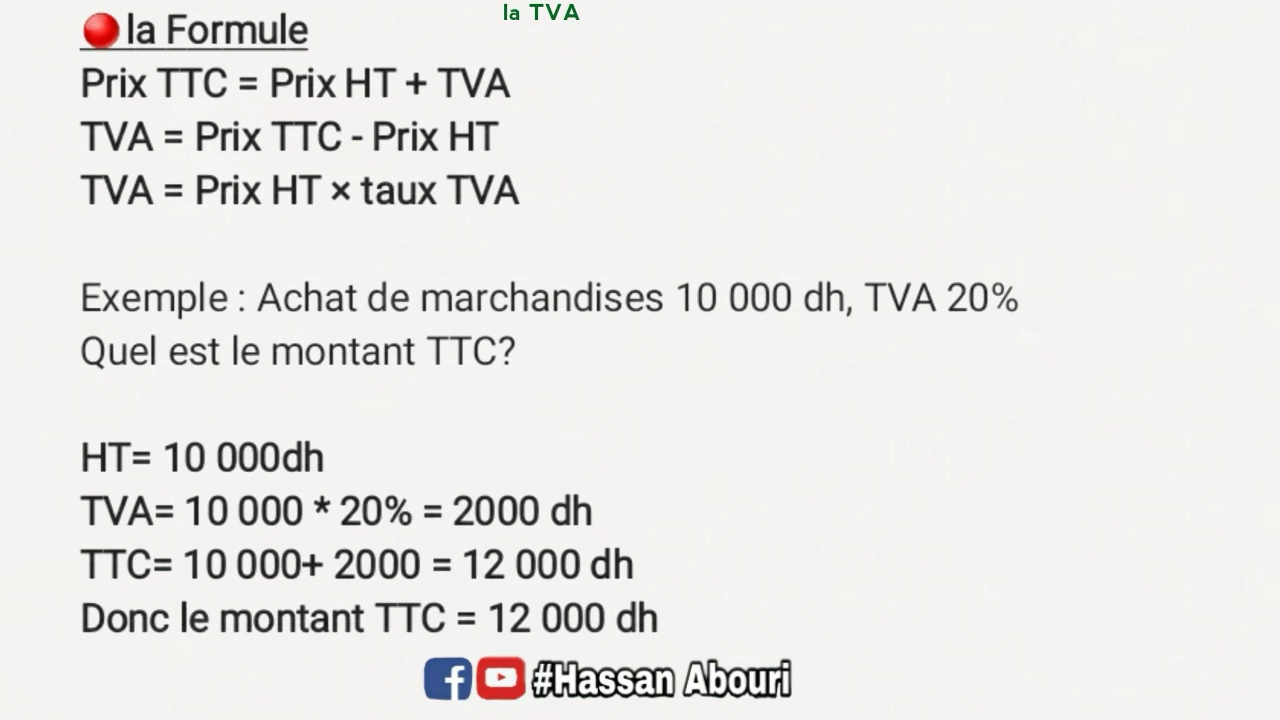 la TVA
la Formule
Prix TTC = Prix HT + TVA
TVA = Prix TTC - Prix HT
TVA = Prix HT × taux TVA
Exemple : Achat de marchandises 10 000 dh, TVA 20%
Quel est le montant TTC?
HT= 10 000dh
TVA= 10 000 * 20% = 2000 dh
TTC= 10 000+ 2000 = 12 000 dh
Donc le montant TTC = 12 000 dh
#Hassan Abouri